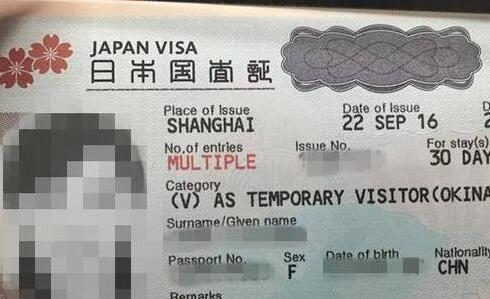 JAPAN VISA
日本国査証
Place of Issue Date of Issue
SHANGHAI 22 SEP 16
No.of entries Issue No. For stay(s)
MULTIPLE 30 DAY
Category
(V) AS TEMPORARY VISITOR(OKINA
Surname/Given name
Passport No. Sex Date of birth Nationality
F CHN
Remarks